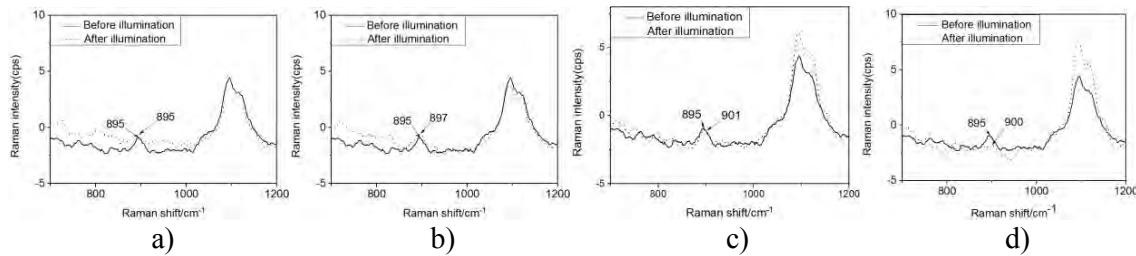 10
Before illumination
After illumination
5
0
-5
Raman intensity(cps)
895
895
800
1000
1200
Raman shift/cm⁻¹
a)
10
Before illumination
After illumination
5
0
-5
Raman intensity(cps)
895
897
800
1000
1200
Raman shift/cm⁻¹
b)
Before illumination
After illumination
5
0
-5
Raman intensity(cps)
895
901
800
1000
1200
Raman shift/cm⁻¹
c)
10
Before illumination
After illumination
5
0
-5
Raman intensity(cps)
895
900
800
1000
1200
Raman shift/cm⁻¹
d)